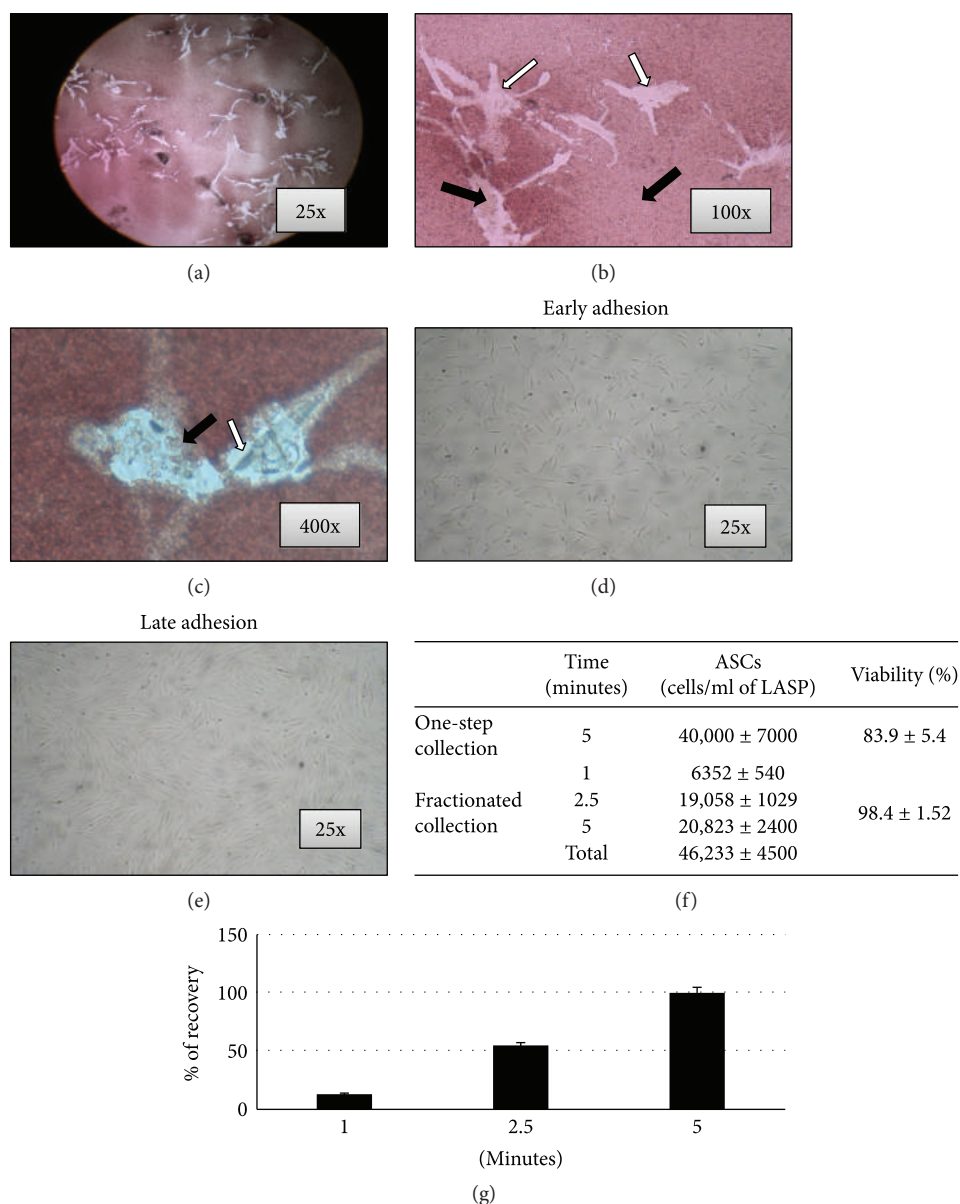 25x
(a)
100x
(b)
Early adhesion
400x
(c)
25x
(d)
Late adhesion
25x
(e)
Time
(minutes)
ASCs
(cells/ml of LASP)
Viability (%)
One-step
collection
5
40,000 ± 7000
83.9 ± 5.4
1
6352 ± 540
Fractionated
collection
2.5
19,058 ± 1029
98.4 ± 1.52
5
20,823 ± 2400
Total
46,233 ± 4500
(f)
150
100
50
0
% of recovery
1
2.5
5
(Minutes)
(g)